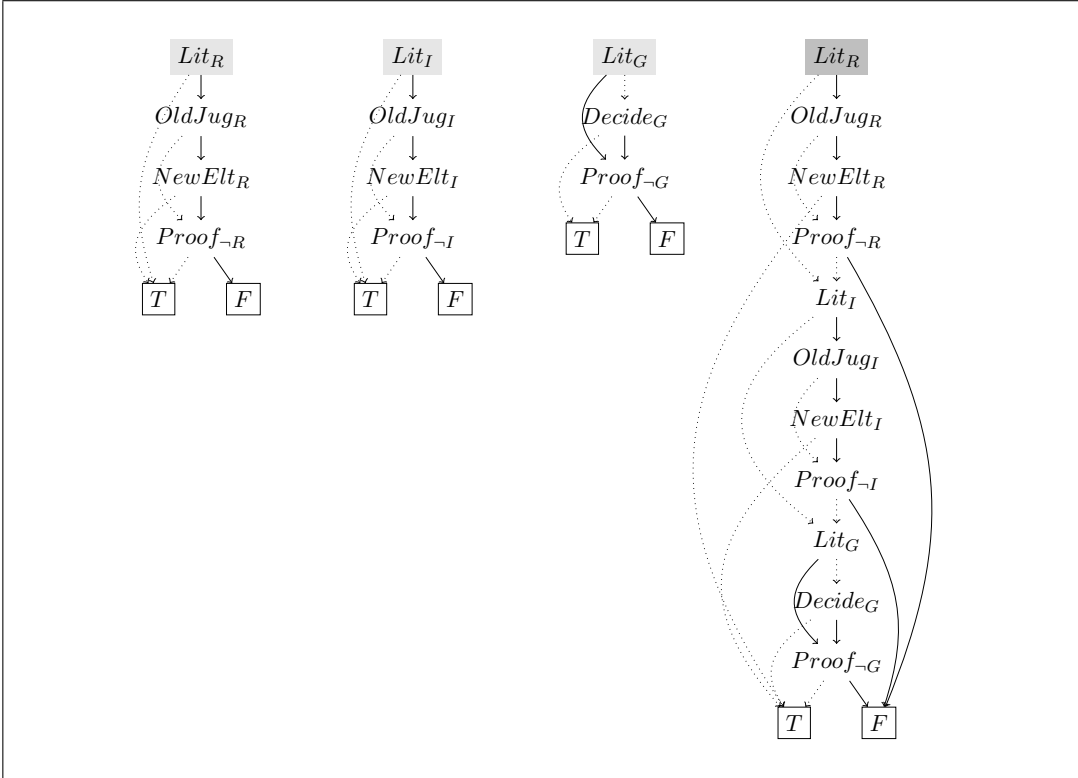 Lit_R Lit_I Lit_G Lit_R
OldJug_R OldJug_I Decide_G OldJug_R
NewElt_R NewElt_I Proof_¬G NewElt_R
Proof_¬R Proof_¬I T F Proof_¬R
T F T F Lit_I
OldJug_I
NewElt_I
Proof_¬I
Lit_G
Decide_G
Proof_¬G
T F